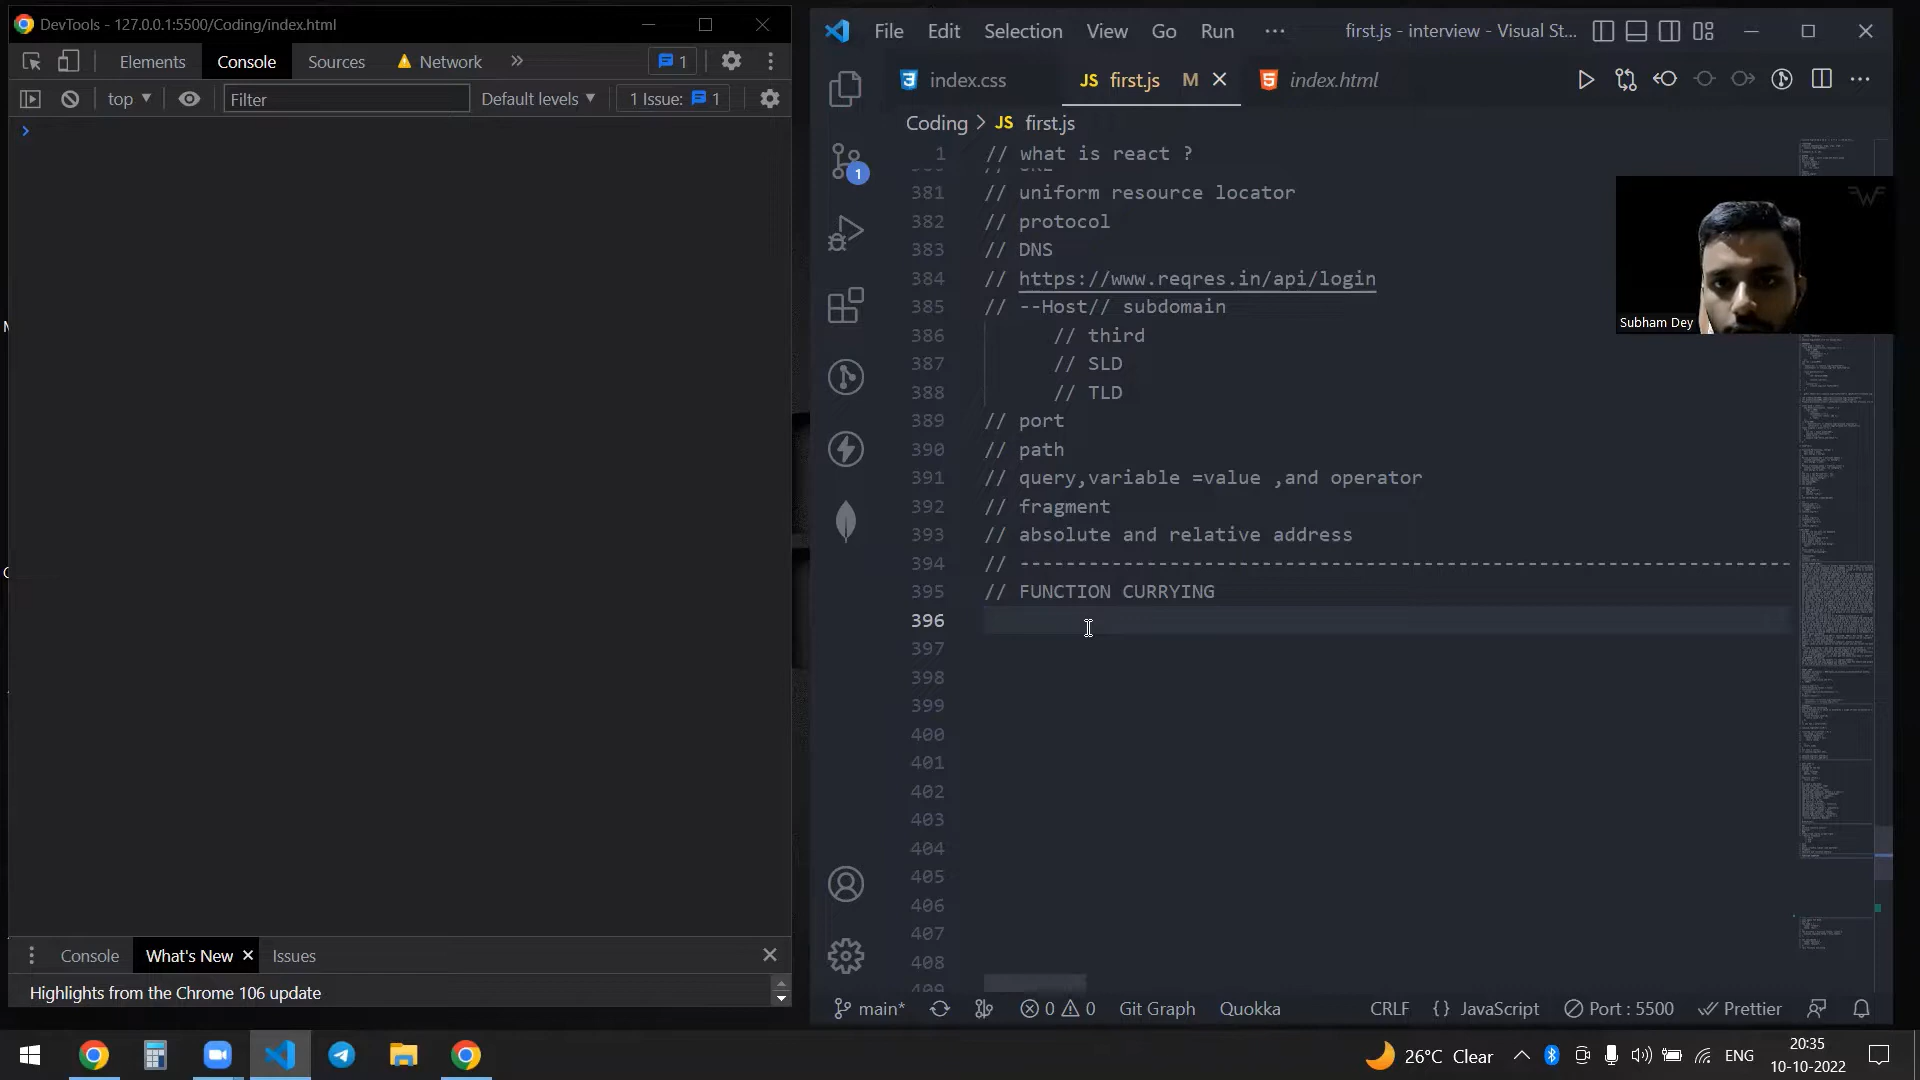 DevTools - 127.0.0.1:5500/Coding/index.html
Elements Console Sources Network » 1
top Filter Default levels 1 Issue: 1
›
Console What's New × Issues
Highlights from the Chrome 106 update
File Edit Selection View Go Run ··· first.js - interview - Visual St...
index.css JS first.js M index.html
Coding > JS first.js
1 // what is react ?
381 // uniform resource locator
382 // protocol
383 // DNS
384 // https://www.reqres.in/api/login
385 // --Host// subdomain
386 // third
387 // SLD
388 // TLD
389 // port
390 // path
391 // query,variable =value ,and operator
392 // fragment
393 // absolute and relative address
394 // -------------------------------------------------------------------
395 // FUNCTION CURRYING
396
397
398
399
400
401
402
403
404
405
406
407
408
409
1
Subham Dey
main* 0 0 Git Graph Quokka CRLF {} JavaScript Port : 5500 Prettier
26°C Clear ENG 20:35
10-10-2022